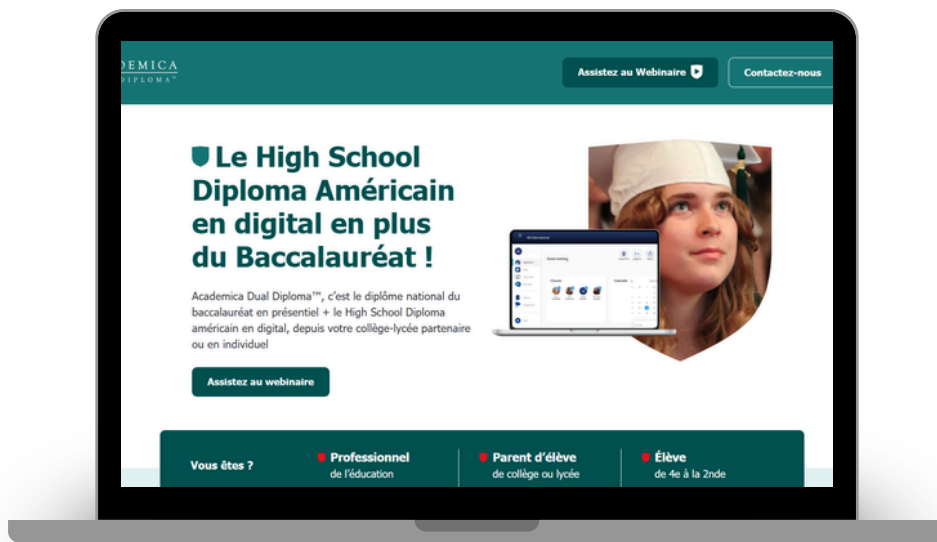 DEMICA
DIPLOMA™
Assistez au Webinaire
Contactez-nous
Le High School
Diploma Américain
en digital en plus
du Baccalauréat !
Academica Dual Diploma™, c'est le diplôme national du
baccalauréat en présentiel + le High School Diploma
américain en digital, depuis votre collège-lycée partenaire
ou en individuel
Assistez au webinaire
Vous êtes ?
Professionnel
de l'éducation
Parent d'élève
de collège ou lycée
Élève
de 4e à la 2nde